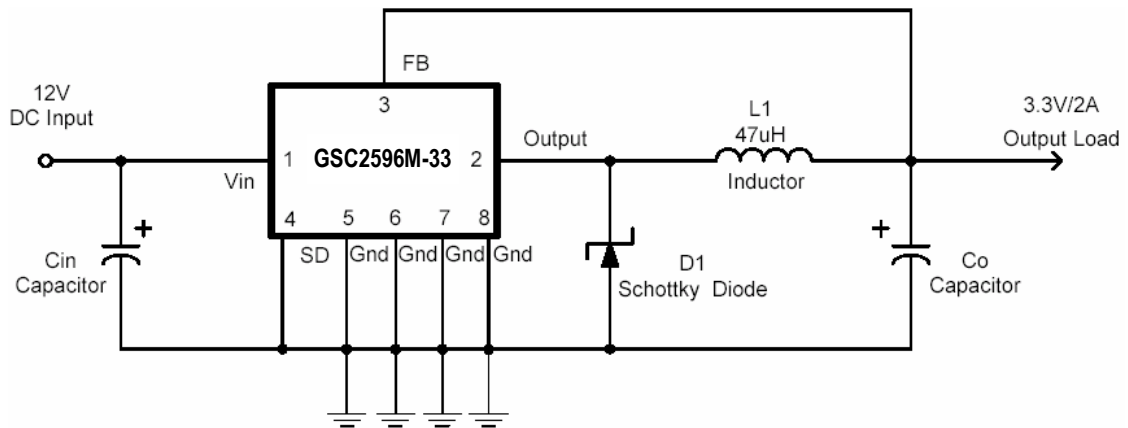 FB
12V
DC Input
3
3.3V/2A
Output Load
L1
47uH
Output
1
GSC2596M-33
2
Vin
Inductor
4
5
6
7
8
+
+
SD
Gnd
Gnd
Gnd
Gnd
Cin
Capacitor
D1
Schottky Diode
Co
Capacitor